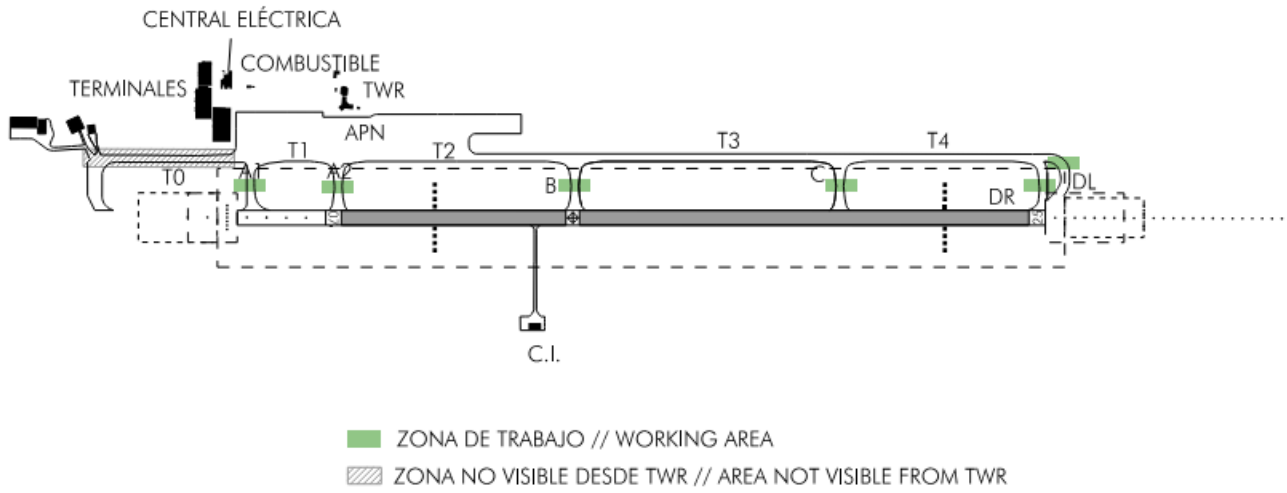 CENTRAL ELÉCTRICA
COMBUSTIBLE
TERMINALES
TWR
APN
T0
T1
T2
T3
T4
A2
B
C
DR
DL
25
C.I.
ZONA DE TRABAJO // WORKING AREA
ZONA NO VISIBLE DESDE TWR // AREA NOT VISIBLE FROM TWR